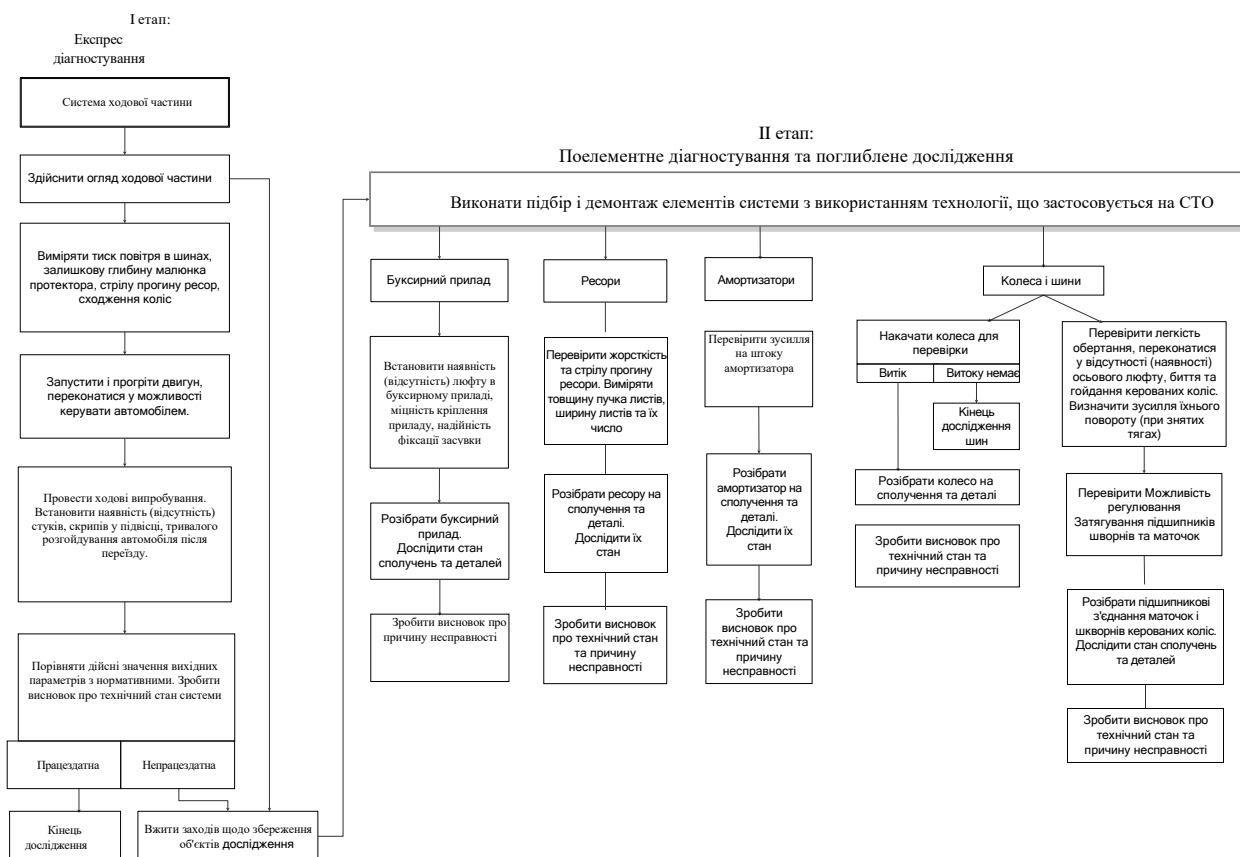 I етап:
Експрес
діагностування
Система ходової частини
Здійснити огляд ходової частини
Виміряти тиск повітря в шинах,
залишкову глибину малюнка
протектора, стрілу прогину ресор,
сходження коліс
Запустити і прогріти двигун,
переконатися у можливості
керувати автомобілем.
Провести ходові випробування.
Встановити наявність (відсутність)
стуків, скрипів у підвісці, тривалого
розгойдування автомобіля після
переїзду.
Порівняти дійсні значення вихідних
параметрів з нормативними. Зробити
висновок про технічний стан системи
Працездатна
Непрацездатна
Кінець
дослідження
Вжити заходів щодо збереження
об'єктів дослідження
II етап:
Поелементне діагностування та поглиблене дослідження
Виконати підбір і демонтаж елементів системи з використанням технології, що застосовується на СТО
Буксирний прилад
Встановити наявність
(відсутність) люфту в
буксирному приладі,
міцність кріплення
приладу, надійність
фіксації засувки
Розібрати буксирний
прилад.
Дослідити стан
сполучень та деталей
Зробити висновок про
причину несправності
Ресори
Перевірити жорсткість
та стрілу прогину
ресори. Виміряти
товщину пучка листів,
ширину листів та їх
число
Розібрати ресору на
сполучення та
деталі.
Дослідити їх
стан
Зробити висновок
про технічний стан
та причину
несправності
Амортизатори
Перевірити зусилля
на штоку
амортизатора
Розібрати
амортизатор на
сполучення та
деталі.
Дослідити їх
стан
Зробити
висновок про
технічний стан та
причину
несправності
Колеса і шини
Накачати колеса для
перевірки
Витік
Витоку немає
Кінець
дослідження
шин
Розібрати колесо на
сполучення та деталі
Зробити висновок про
технічний стан та
причину несправності
Перевірити легкість
обертання, переконатися
у відсутності (наявності)
осьового люфту, биття та
гойдання керованих коліс.
Визначити зусилля їхнього
повороту (при знятих
тягах)
Перевірити Можливість
регулювання
Затягування підшипників
шворнів та маточок
Розібрати підшипникові
з'єднання маточок і
шкворнів керованих коліс.
Дослідити стан сполучень
та деталей
Зробити висновок про
технічний стан та
причину несправності